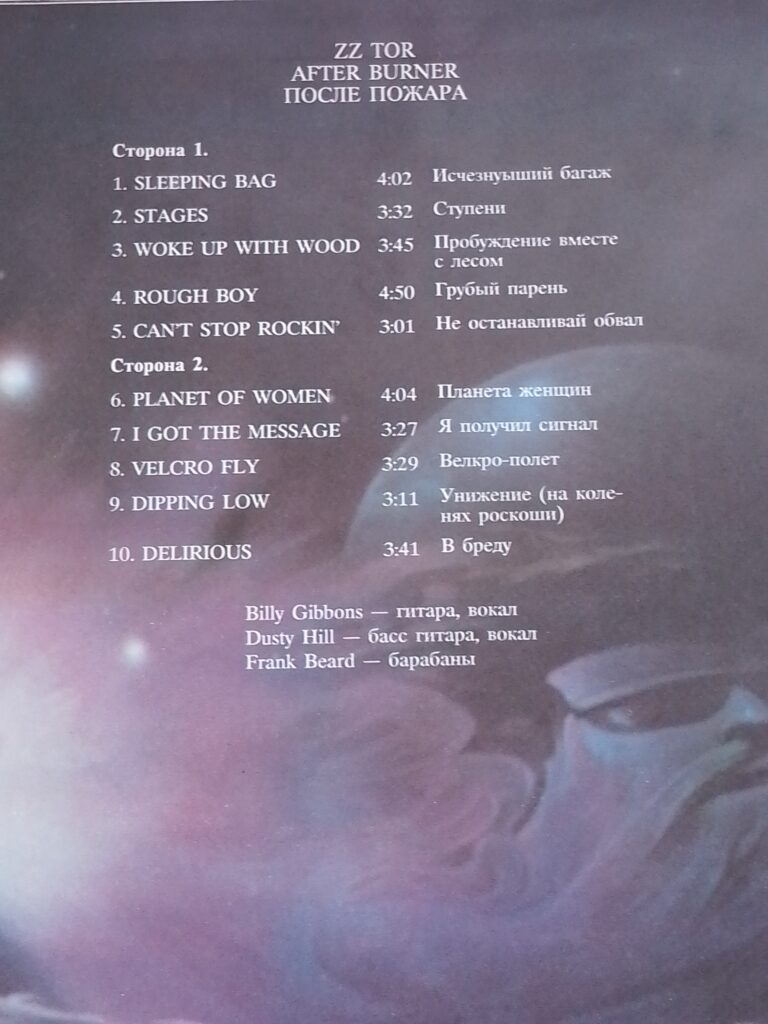 ZZ TOR
AFTER BURNER
ПОСЛЕ ПОЖАРА
Сторона 1.
1. SLEEPING BAG 4:02 Исчезнуыший багаж
2. STAGES 3:32 Ступени
3. WOKE UP WITH WOOD 3:45 Пробуждение вместе
с лесом
4. ROUGH BOY 4:50 Грубый парень
5. CAN'T STOP ROCKIN' 3:01 Не останавливай обвал
Сторона 2.
6. PLANET OF WOMEN 4:04 Планета женщин
7. I GOT THE MESSAGE 3:27 Я получил сигнал
8. VELCRO FLY 3:29 Велкро-полет
9. DIPPING LOW 3:11 Унижение (на коле-
нях роскоши)
10. DELIRIOUS 3:41 В бреду
Billy Gibbons — гитара, вокал
Dusty Hill — басс гитара, вокал
Frank Beard — барабаны